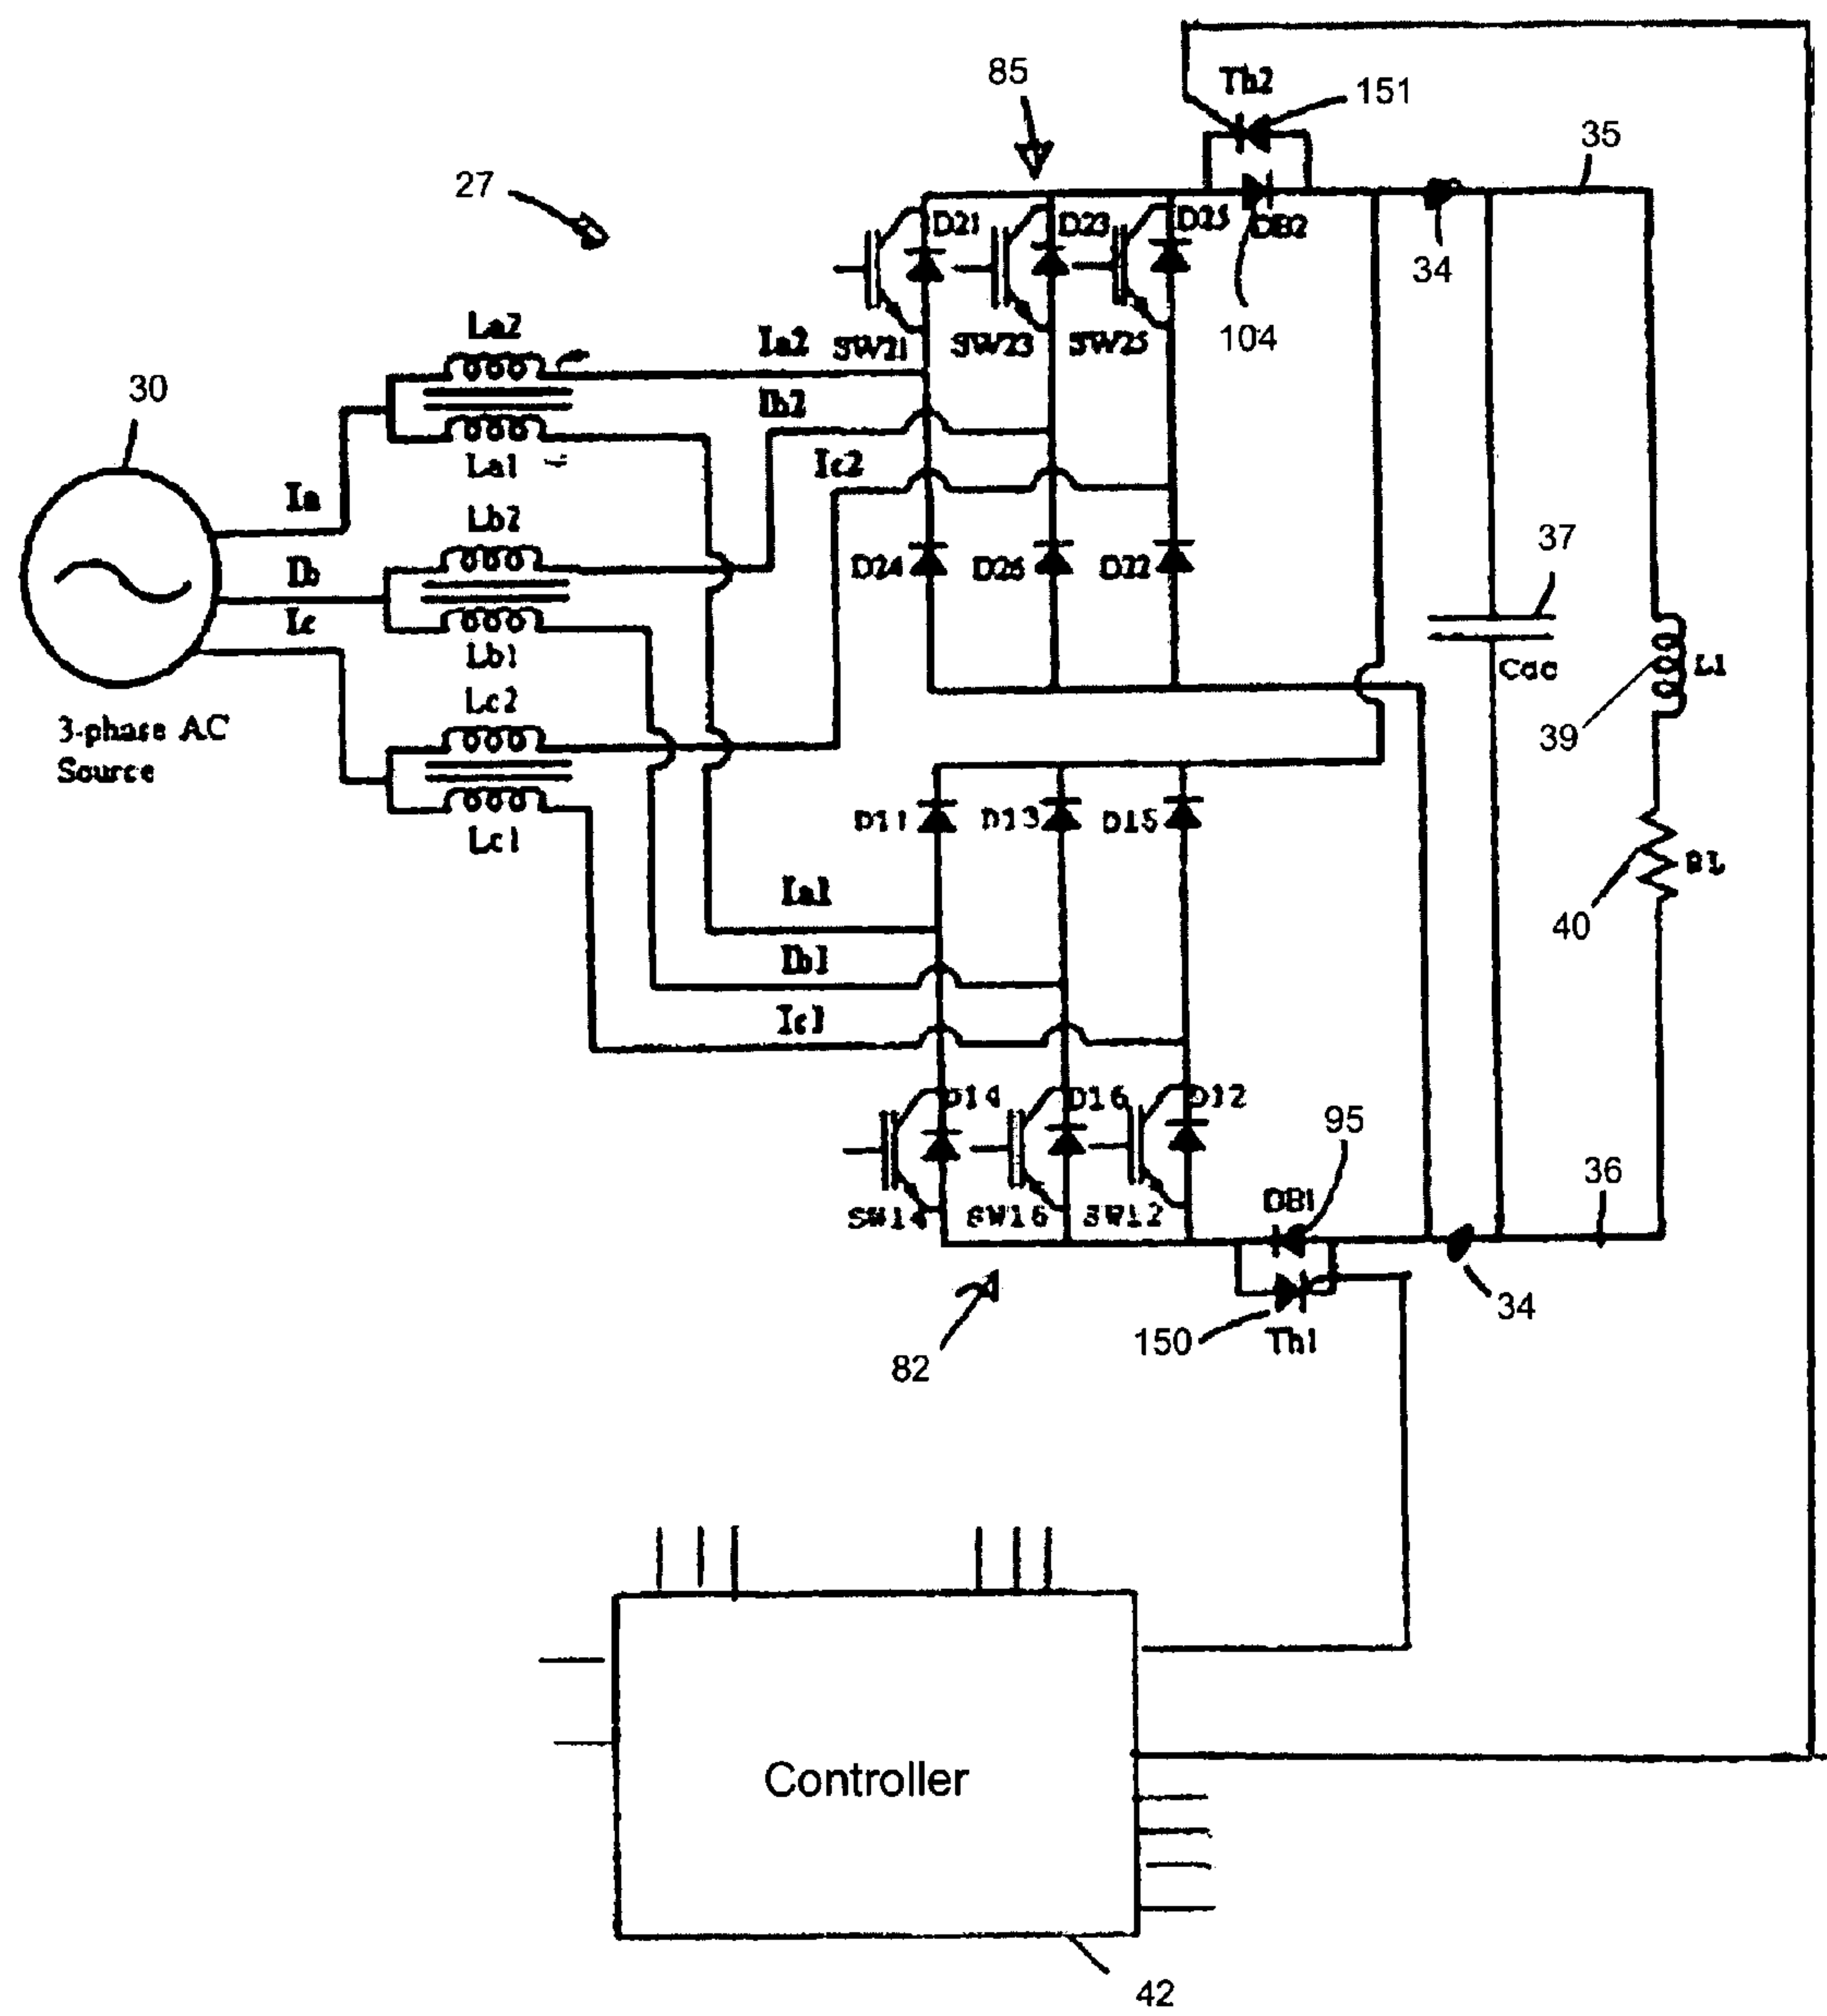 85
Th2
151
35
27
D21
D23
D25
DB2
34
104
SW21
SW23
SW25
La2
Ia2
30
Ib2
La1
Ic2
Ia
Lb2
Ib
D24
D26
D22
37
Ic
Lb1
Cdc
L1
39
Lc2
3-phase AC
Source
D11
D13
D15
Lc1
RL
Ia1
40
Ib1
Ic1
D14
D16
D12
95
36
DB1
SW14
SW16
SW12
34
150
Th1
82
Controller
42